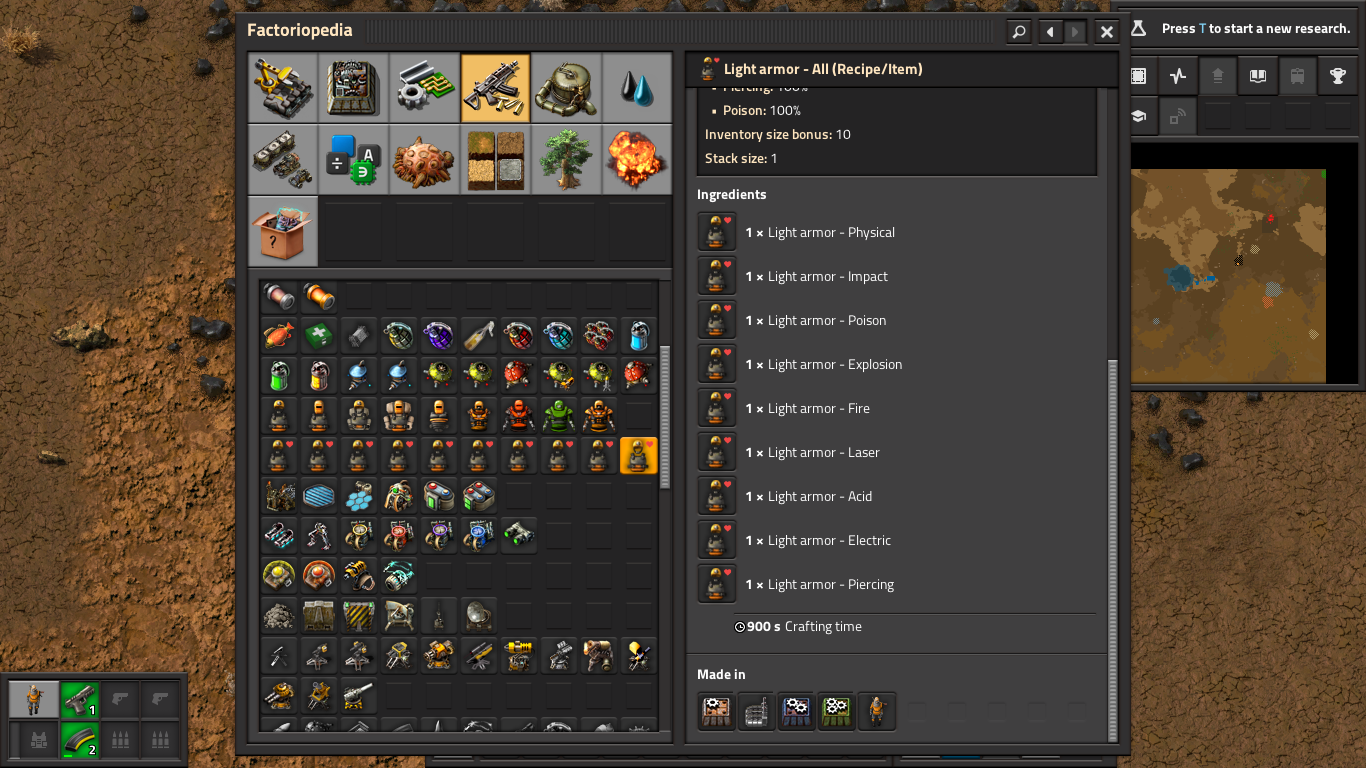 Factoriopedia
Press T to start a new research.
Light armor - All (Recipe/Item)
• Piercing: 100%
• Poison: 100%
Inventory size bonus: 10
Stack size: 1
Ingredients
1 × Light armor - Physical
1 × Light armor - Impact
1 × Light armor - Poison
1 × Light armor - Explosion
1 × Light armor - Fire
1 × Light armor - Laser
1 × Light armor - Acid
1 × Light armor - Electric
1 × Light armor - Piercing
900 s Crafting time
Made in
A
?
1
2